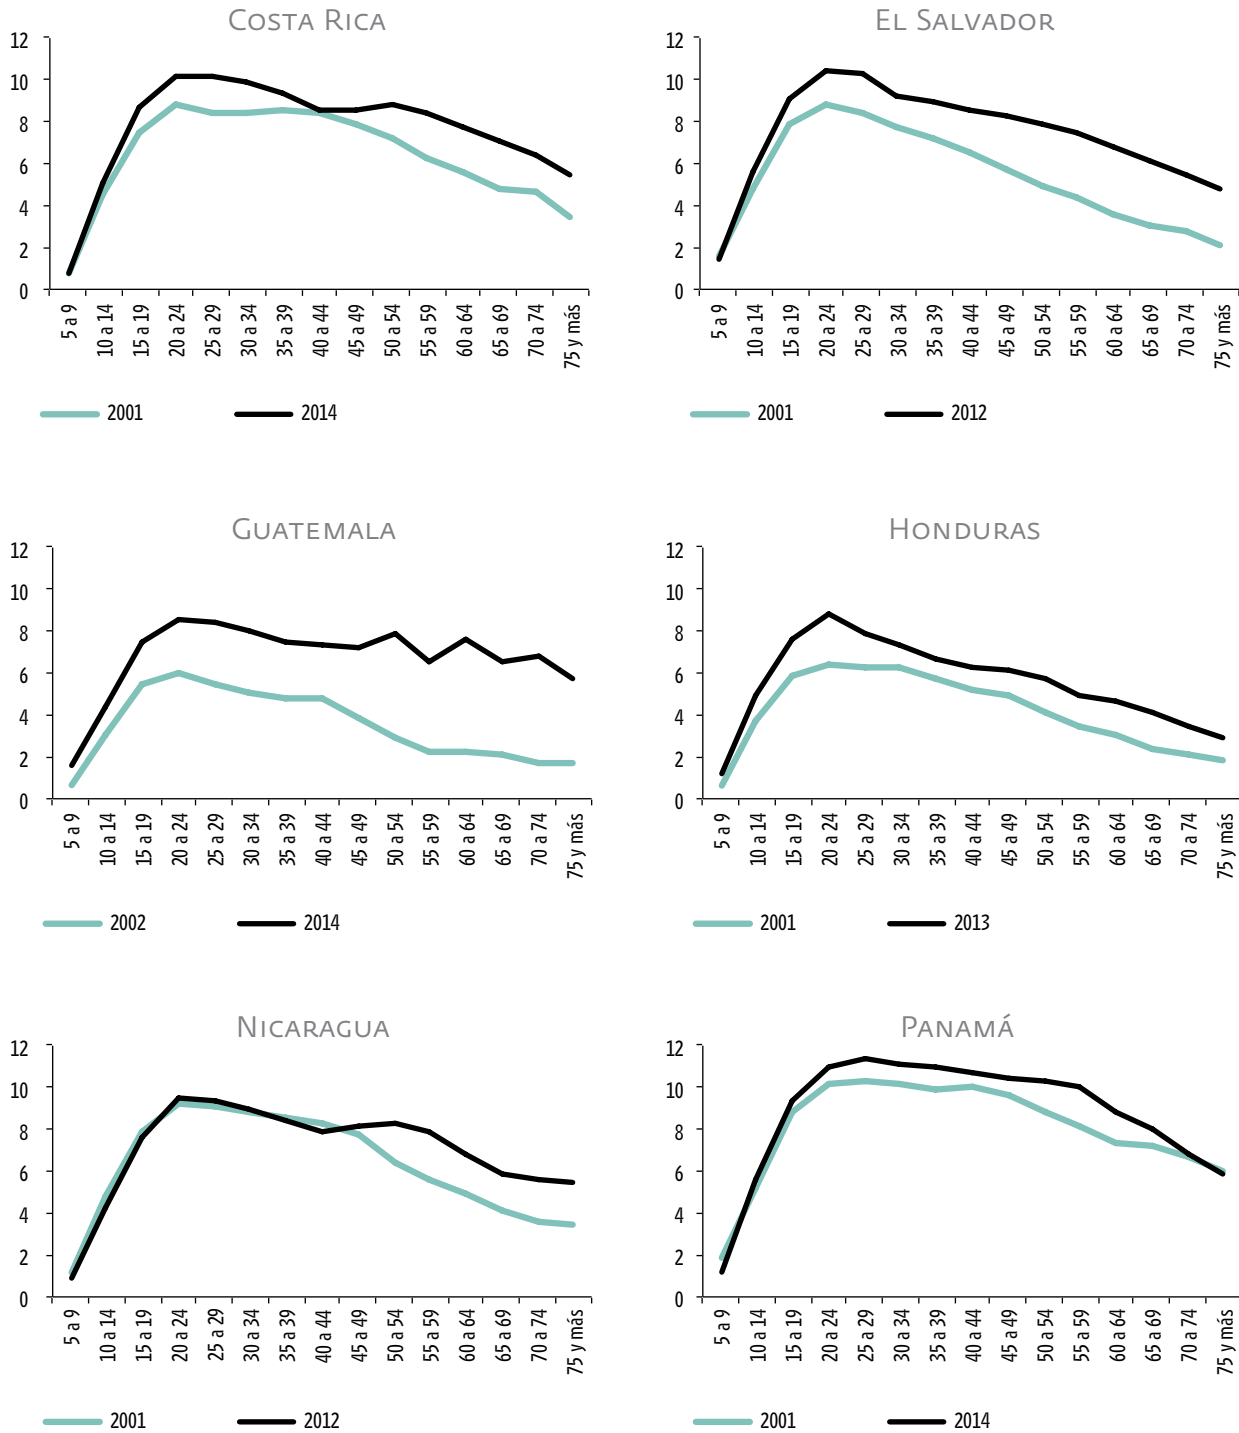 COSTA RICA
12
10
8
6
4
2
0
5 a 9
10 a 14
15 a 19
20 a 24
25 a 29
30 a 34
35 a 39
40 a 44
45 a 49
50 a 54
55 a 59
60 a 64
65 a 69
70 a 74
75 y más
2001 2014
EL SALVADOR
12
10
8
6
4
2
0
5 a 9
10 a 14
15 a 19
20 a 24
25 a 29
30 a 34
35 a 39
40 a 44
45 a 49
50 a 54
55 a 59
60 a 64
65 a 69
70 a 74
75 y más
2001 2012
GUATEMALA
12
10
8
6
4
2
0
5 a 9
10 a 14
15 a 19
20 a 24
25 a 29
30 a 34
35 a 39
40 a 44
45 a 49
50 a 54
55 a 59
60 a 64
65 a 69
70 a 74
75 y más
2002 2014
HONDURAS
12
10
8
6
4
2
0
5 a 9
10 a 14
15 a 19
20 a 24
25 a 29
30 a 34
35 a 39
40 a 44
45 a 49
50 a 54
55 a 59
60 a 64
65 a 69
70 a 74
75 y más
2001 2013
NICARAGUA
12
10
8
6
4
2
0
5 a 9
10 a 14
15 a 19
20 a 24
25 a 29
30 a 34
35 a 39
40 a 44
45 a 49
50 a 54
55 a 59
60 a 64
65 a 69
70 a 74
75 y más
2001 2012
PANAMÁ
12
10
8
6
4
2
0
5 a 9
10 a 14
15 a 19
20 a 24
25 a 29
30 a 34
35 a 39
40 a 44
45 a 49
50 a 54
55 a 59
60 a 64
65 a 69
70 a 74
75 y más
2001 2014